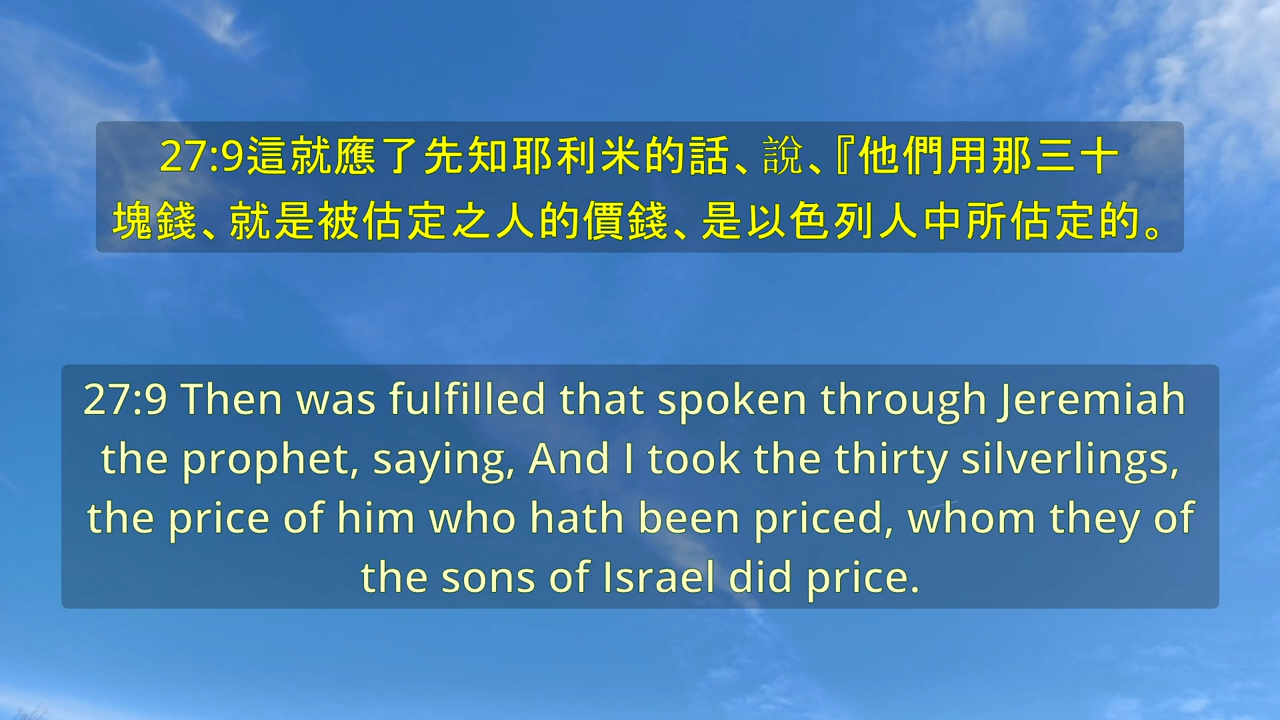 27:9這就應了先知耶利米的話、說、『他們用那三十
塊錢、就是被估定之人的價錢、是以色列人中所估定的。
27:9 Then was fulfilled that spoken through Jeremiah
the prophet, saying, And I took the thirty silverlings,
the price of him who hath been priced, whom they of
the sons of Israel did price.